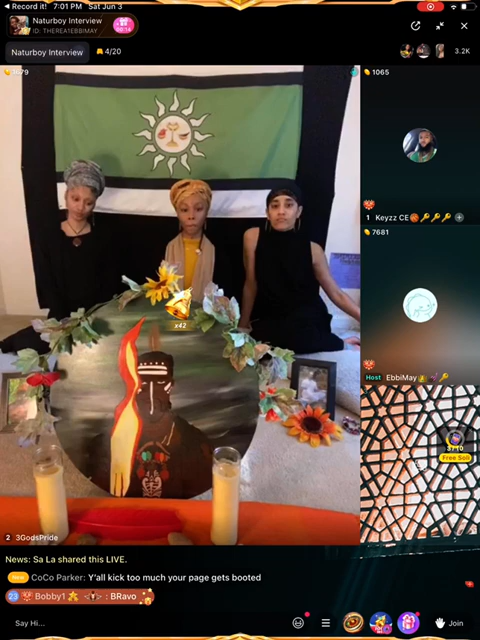 Record it! 7:01 PM Sat Jun 3
Naturboy Interview
ID: THEREA1EBBIMAY
Naturboy Interview
4/20
3.2K
1065
x42
1 Keyzz CE
7681
Host EbbiMay
Free Soli
2 3GodsPride
News: Sa La shared this LIVE.
New CoCo Parker: Y'all kick too much your page gets booted
23 Bobby1 : BRavo
Say Hi...
Join